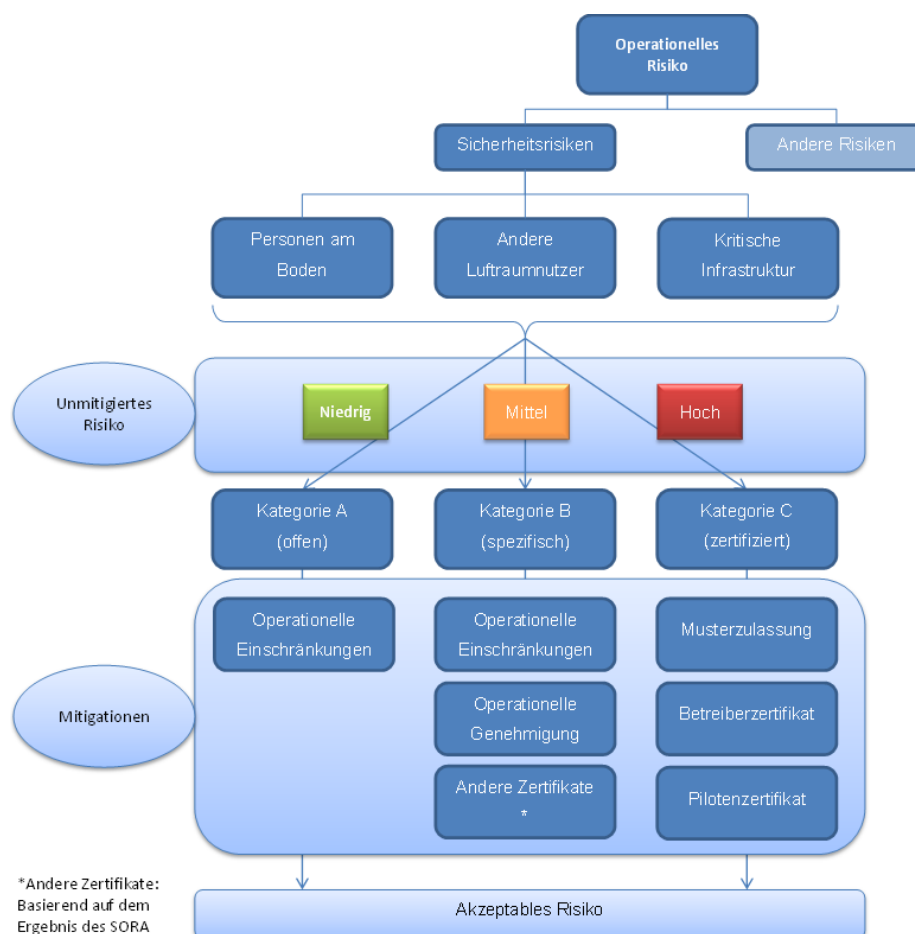 Operationelles
Risiko
Sicherheitsrisiken
Andere Risiken
Personen am
Boden
Andere
Luftraumnutzer
Kritische
Infrastruktur
Unmitigiertes
Risiko
Niedrig
Mittel
Hoch
Kategorie A
(offen)
Kategorie B
(spezifisch)
Kategorie C
(zertifiziert)
Mitigationen
Operationelle
Einschränkungen
Operationelle
Einschränkungen
Operationelle
Genehmigung
Andere Zertifikate
*
Musterzulassung
Betreiberzertifikat
Pilotenzertifikat
*Andere Zertifikate:
Basierend auf dem
Ergebnis des SORA
Akzeptables Risiko